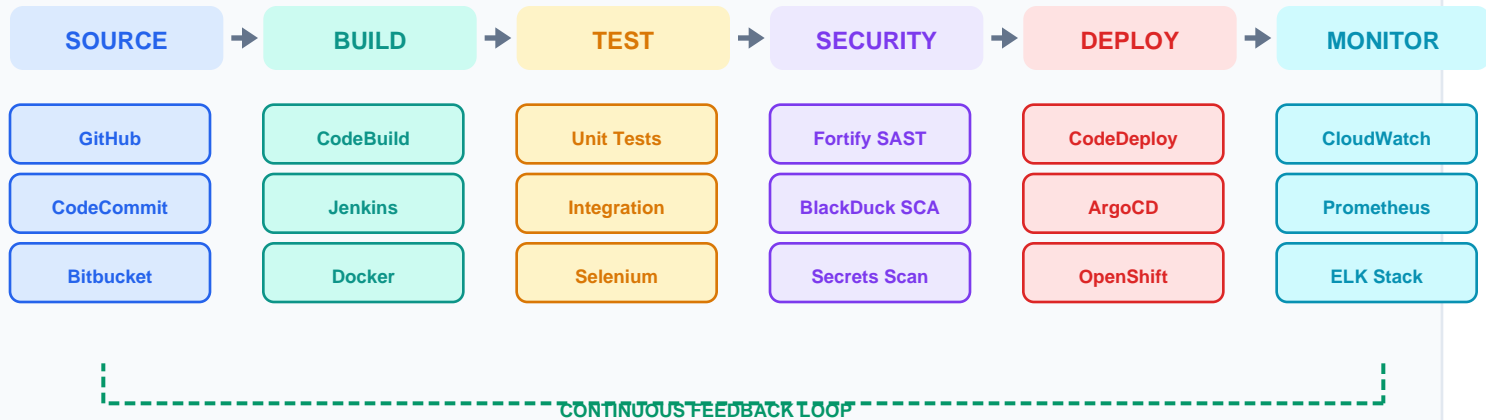 SOURCE BUILD TEST SECURITY DEPLOY MONITOR
GitHub CodeBuild Unit Tests Fortify SAST CodeDeploy CloudWatch
CodeCommit Jenkins Integration BlackDuck SCA ArgoCD Prometheus
Bitbucket Docker Selenium Secrets Scan OpenShift ELK Stack
CONTINUOUS FEEDBACK LOOP